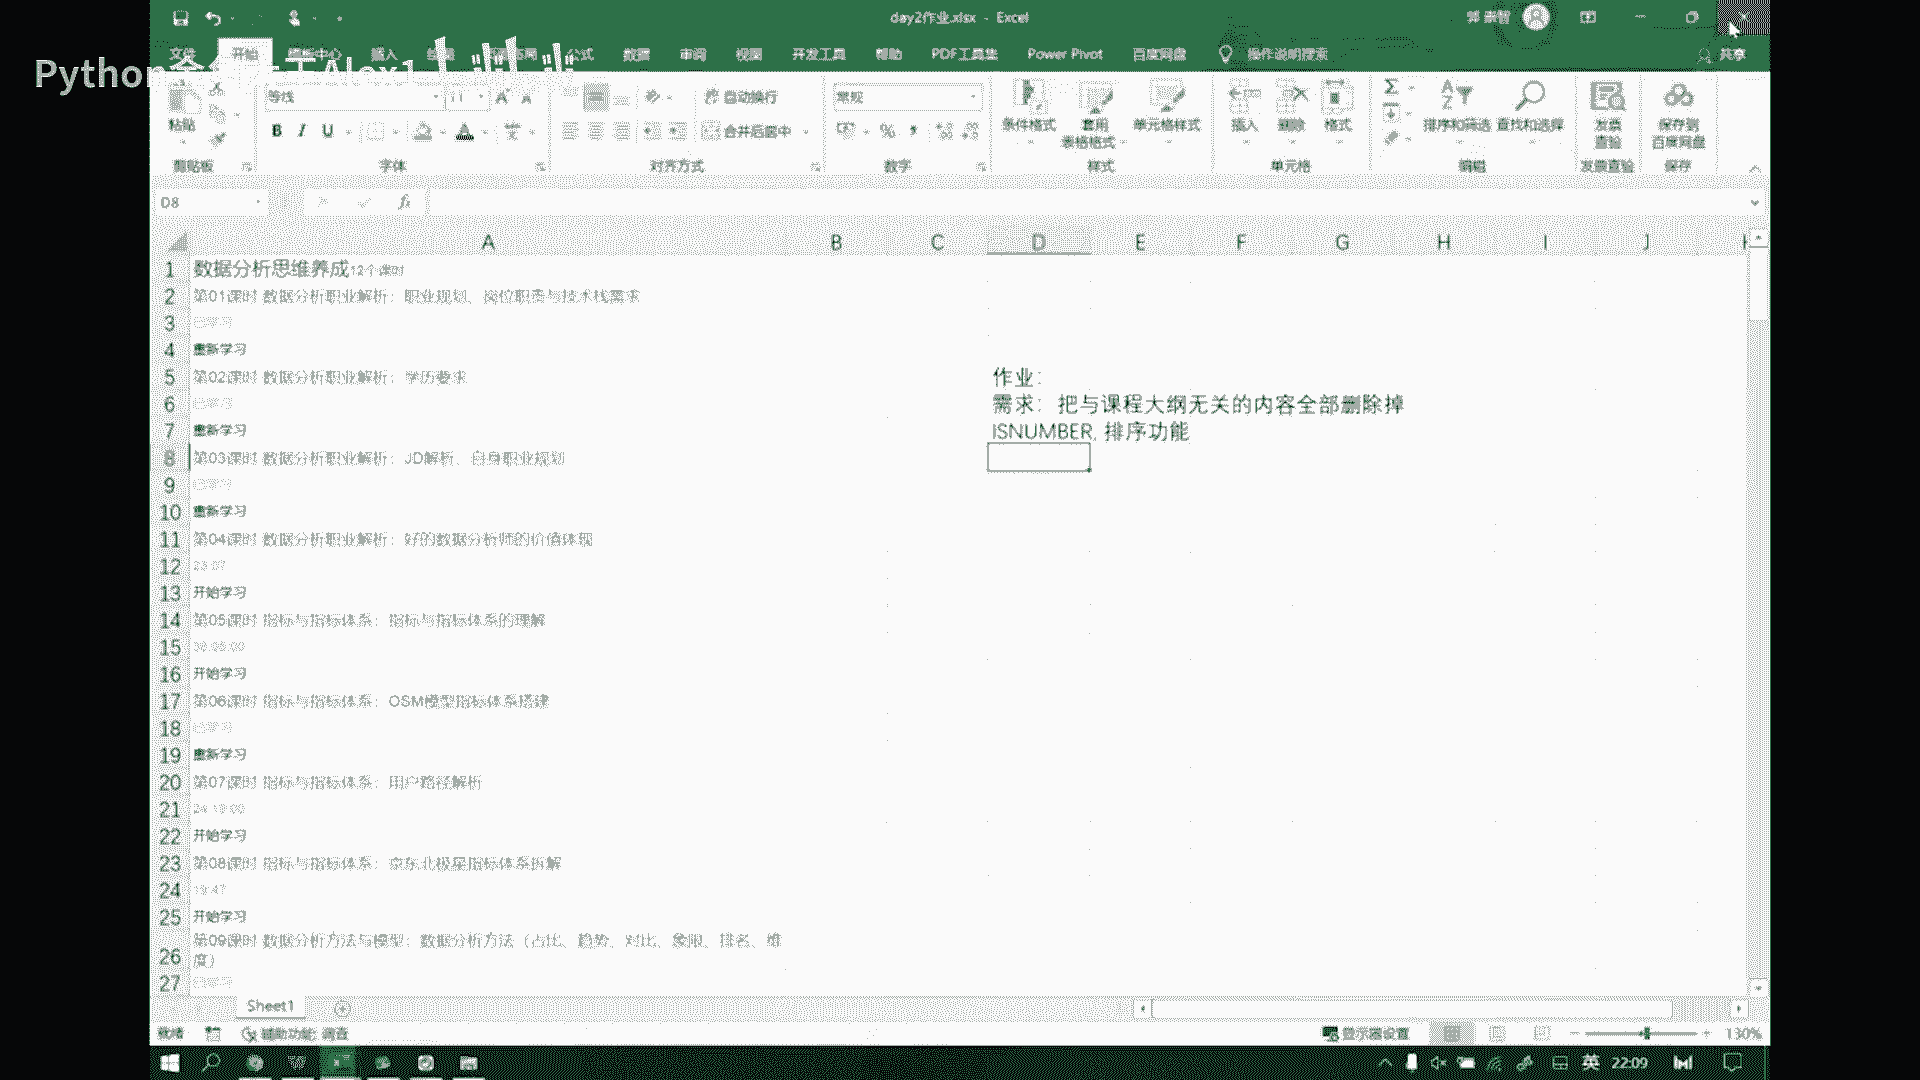 day2作业.xlsx - Excel
文件 开始 插入 公式 数据 审阅 视图 开发工具 帮助 PDF工具集 Power Pivot 百度网盘 操作说明搜索 共享
Python
粘贴 等线 11 自动换行 常规 条件格式 套用 单元格样式 插入 删除 格式 排序和筛选 查找和选择 发票 保存到
B I U 合并后居中 % 表格格式 查验 百度网盘
剪贴板 字体 对齐方式 数字 样式 单元格 编辑 发票查验 保存
D8 fx
A B C D E F G H I J
1 数据分析思维养成12个课时
2 第01课时 数据分析职业解析：职业规划、岗位职责与技术栈需求
3 已学习
4 重新学习
5 第02课时 数据分析职业解析：学历要求 作业：
6 已学习 需求：把与课程大纲无关的内容全部删除掉
7 重新学习 ISNUMBER, 排序功能
8 第03课时 数据分析职业解析：JD解析、自身职业规划
9 已学习
10 重新学习
11 第04课时 数据分析职业解析：好的数据分析师的价值体现
12 23:07
13 开始学习
14 第05课时 指标与指标体系：指标与指标体系的理解
15
16 开始学习
17 第06课时 指标与指标体系：OSM模型指标体系搭建
18 已学习
19 重新学习
20 第07课时 指标与指标体系：用户路径解析
21 24:19:00
22 开始学习
23 第08课时 指标与指标体系：京东北极星指标体系拆解
24 19:47
25 开始学习
26 第09课时 数据分析方法与模型：数据分析方法（占比、趋势、对比、象限、排名、维
度）
27 已学习
Sheet1
就绪 辅助功能: 调查 显示器设置 130%
英 22:09